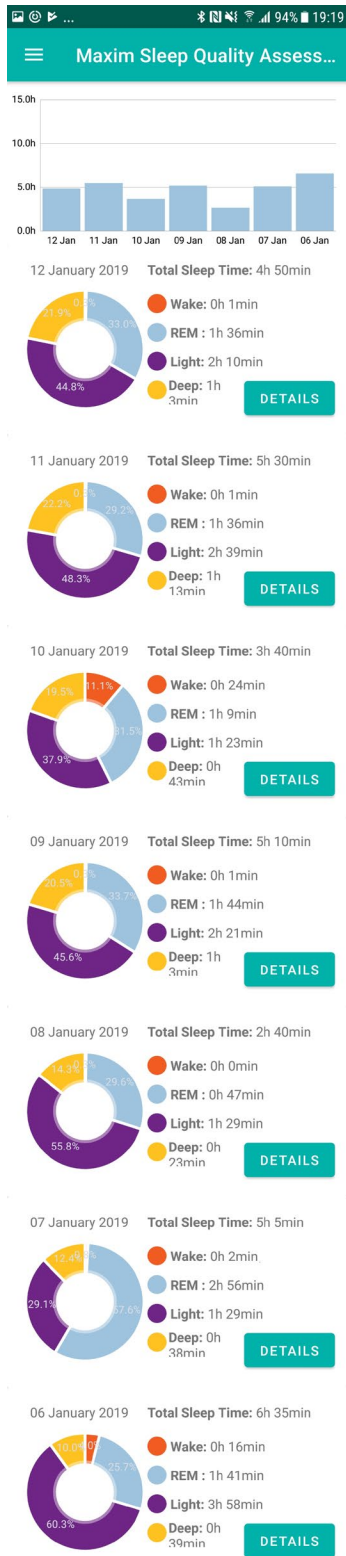 ... 94% 19:19
Maxim Sleep Quality Assess...
15.0h
10.0h
5.0h
0.0h
12 Jan 11 Jan 10 Jan 09 Jan 08 Jan 07 Jan 06 Jan
12 January 2019 Total Sleep Time: 4h 50min
21.9% 33.0% 44.8%
Wake: 0h 1min
REM : 1h 36min
Light: 2h 10min
Deep: 1h
3min
DETAILS
11 January 2019 Total Sleep Time: 5h 30min
22.2% 29.2% 48.3%
Wake: 0h 1min
REM : 1h 36min
Light: 2h 39min
Deep: 1h
13min
DETAILS
10 January 2019 Total Sleep Time: 3h 40min
19.5% 11.1% 31.5% 37.9%
Wake: 0h 24min
REM : 1h 9min
Light: 1h 23min
Deep: 0h
43min
DETAILS
09 January 2019 Total Sleep Time: 5h 10min
20.5% 33.7% 45.6%
Wake: 0h 1min
REM : 1h 44min
Light: 2h 21min
Deep: 1h
3min
DETAILS
08 January 2019 Total Sleep Time: 2h 40min
14.3% 29.6% 55.8%
Wake: 0h 0min
REM : 0h 47min
Light: 1h 29min
Deep: 0h
23min
DETAILS
07 January 2019 Total Sleep Time: 5h 5min
12.4% 29.1% 57.6%
Wake: 0h 2min
REM : 2h 56min
Light: 1h 29min
Deep: 0h
38min
DETAILS
06 January 2019 Total Sleep Time: 6h 35min
10.0% 25.7% 60.3%
Wake: 0h 16min
REM : 1h 41min
Light: 3h 58min
Deep: 0h
39min
DETAILS